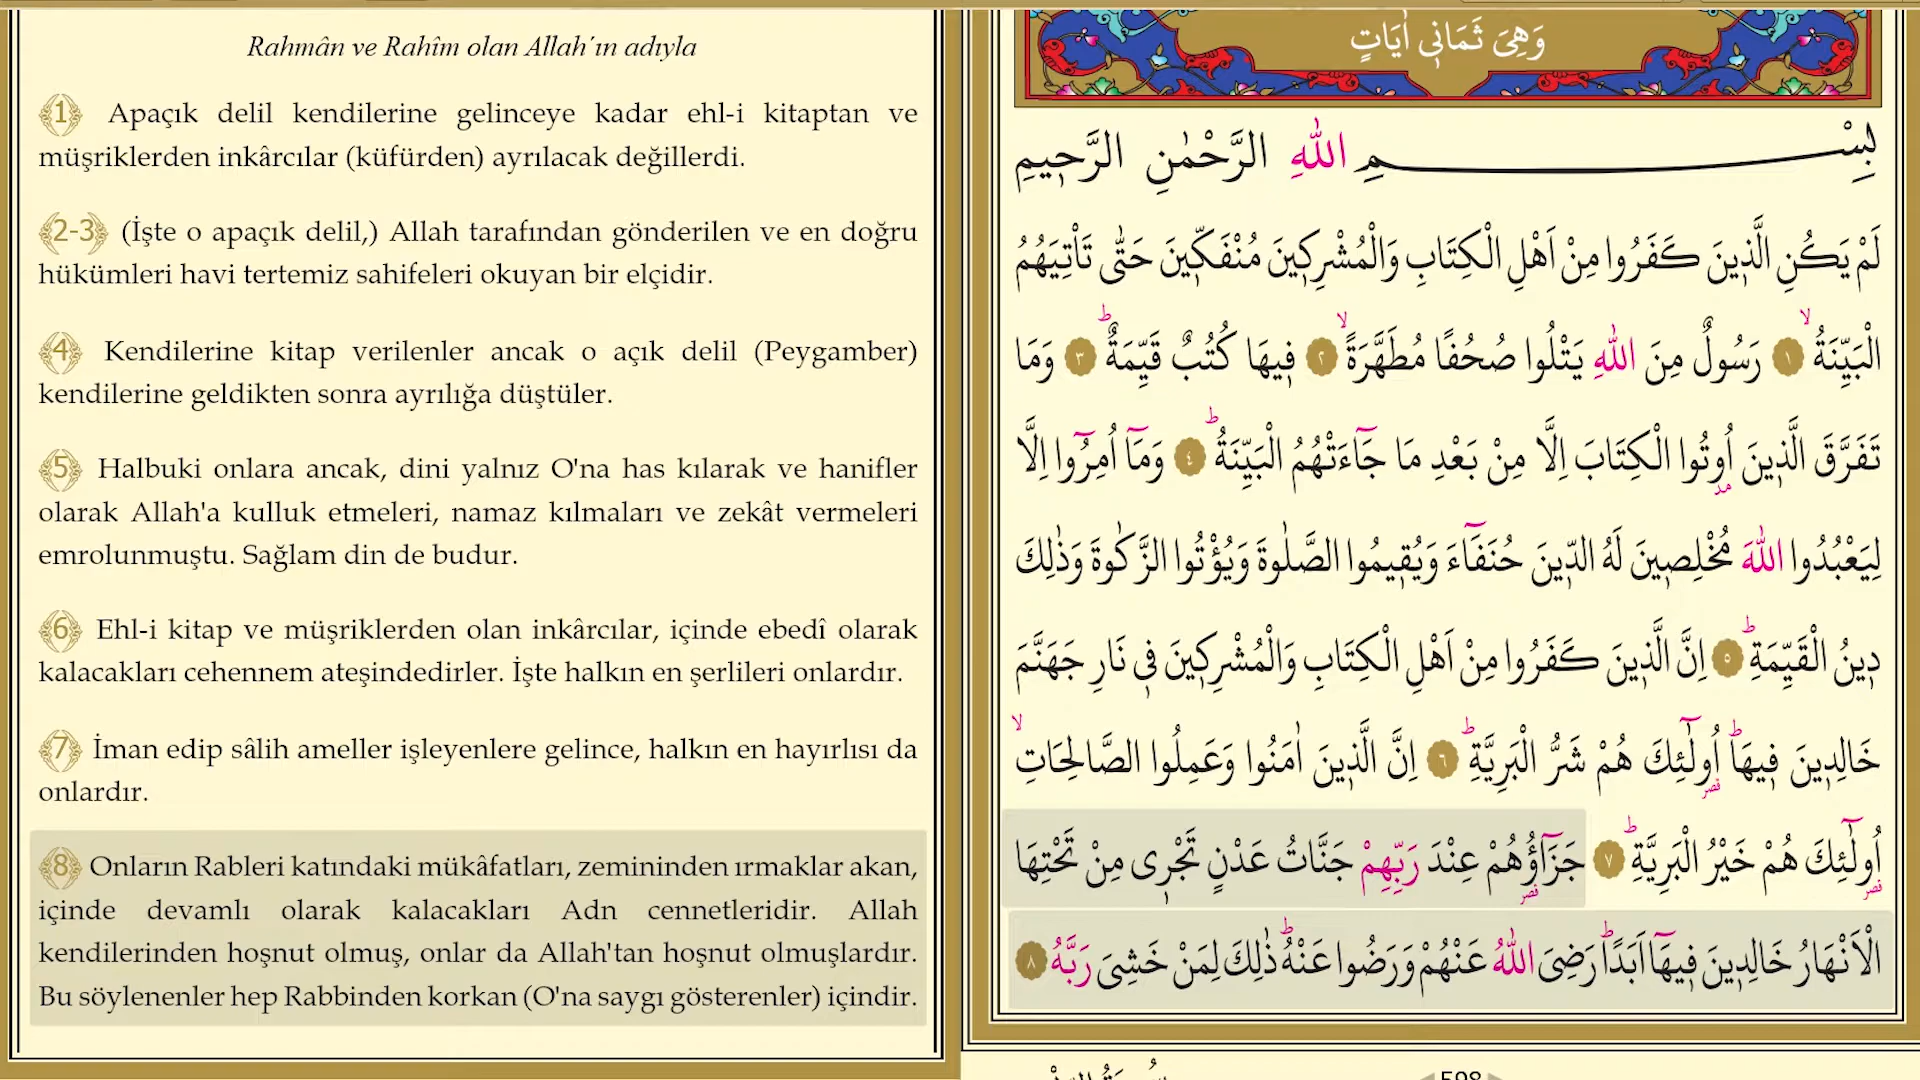 Rahmân ve Rahîm olan Allah´ın adıyla
1 Apaçık delil kendilerine gelinceye kadar ehl-i kitaptan ve
müşriklerden inkârcılar (küfürden) ayrılacak değillerdi.
2-3 (İşte o apaçık delil,) Allah tarafından gönderilen ve en doğru
hükümleri havi tertemiz sahifeleri okuyan bir elçidir.
4 Kendilerine kitap verilenler ancak o açık delil (Peygamber)
kendilerine geldikten sonra ayrılığa düştüler.
5 Halbuki onlara ancak, dini yalnız O'na has kılarak ve hanifler
olarak Allah'a kulluk etmeleri, namaz kılmaları ve zekât vermeleri
emrolunmuştu. Sağlam din de budur.
6 Ehl-i kitap ve müşriklerden olan inkârcılar, içinde ebedî olarak
kalacakları cehennem ateşindedirler. İşte halkın en şerlileri onlardır.
7 İman edip sâlih ameller işleyenlere gelince, halkın en hayırlısı da
onlardır.
8 Onların Rableri katındaki mükâfatları, zemininden ırmaklar akan,
içinde devamlı olarak kalacakları Adn cennetleridir. Allah
kendilerinden hoşnut olmuş, onlar da Allah'tan hoşnut olmuşlardır.
Bu söylenenler hep Rabbinden korkan (O'na saygı gösterenler) içindir.
وَهِيَ ثَمَانِي اٰيَاتٍ
بِسْمِ اللّٰهِ الرَّحْمٰنِ الرَّحِيمِ
لَمْ يَكُنِ الَّذِينَ كَفَرُوا مِنْ اَهْلِ الْكِتَابِ وَالْمُشْرِكِينَ مُنْفَكِّينَ حَتّٰى تَأْتِيَهُمُ
الْبَيِّنَةُۙ ١ رَسُولٌ مِنَ اللّٰهِ يَتْلُوا صُحُفًا مُطَهَّرَةًۙ ٢ فِيهَا كُتُبٌ قَيِّمَةٌۜ ٣ وَمَا
تَفَرَّقَ الَّذِينَ اُو۫تُوا الْكِتَابَ اِلَّا مِنْ بَعْدِ مَا جَٓاءَتْهُمُ الْبَيِّنَةُۜ ٤ وَمَٓا اُمِرُٓوا اِلَّا
لِيَعْبُدُوا اللّٰهَ مُخْلِصِينَ لَهُ الدِّينَ حُنَفَٓاءَ وَيُقِيمُوا الصَّلٰوةَ وَيُؤْتُوا الزَّكٰوةَ وَذٰلِكَ
دِينُ الْقَيِّمَةِۜ ٥ اِنَّ الَّذِينَ كَفَرُوا مِنْ اَهْلِ الْكِتَابِ وَالْمُشْرِكِينَ فِي نَارِ جَهَنَّمَ
خَالِدِينَ فِيهَاۜ اُو۬لٰٓئِكَ هُمْ شَرُّ الْبَرِيَّةِۜ ٦ اِنَّ الَّذِينَ اٰمَنُوا وَعَمِلُوا الصَّالِحَاتِۙ
اُو۬لٰٓئِكَ هُمْ خَيْرُ الْبَرِيَّةِۜ ٧ جَزَٓاؤُ۬هُمْ عِنْدَ رَبِّهِمْ جَنَّاتُ عَدْنٍ تَجْرِي مِنْ تَحْتِهَا
الْاَنْهَارُ خَالِدِينَ فِيهَٓا اَبَدًاۜ رَضِيَ اللّٰهُ عَنْهُمْ وَرَضُوا عَنْهُۜ ذٰلِكَ لِمَنْ خَشِيَ رَبَّهُ ٨
598